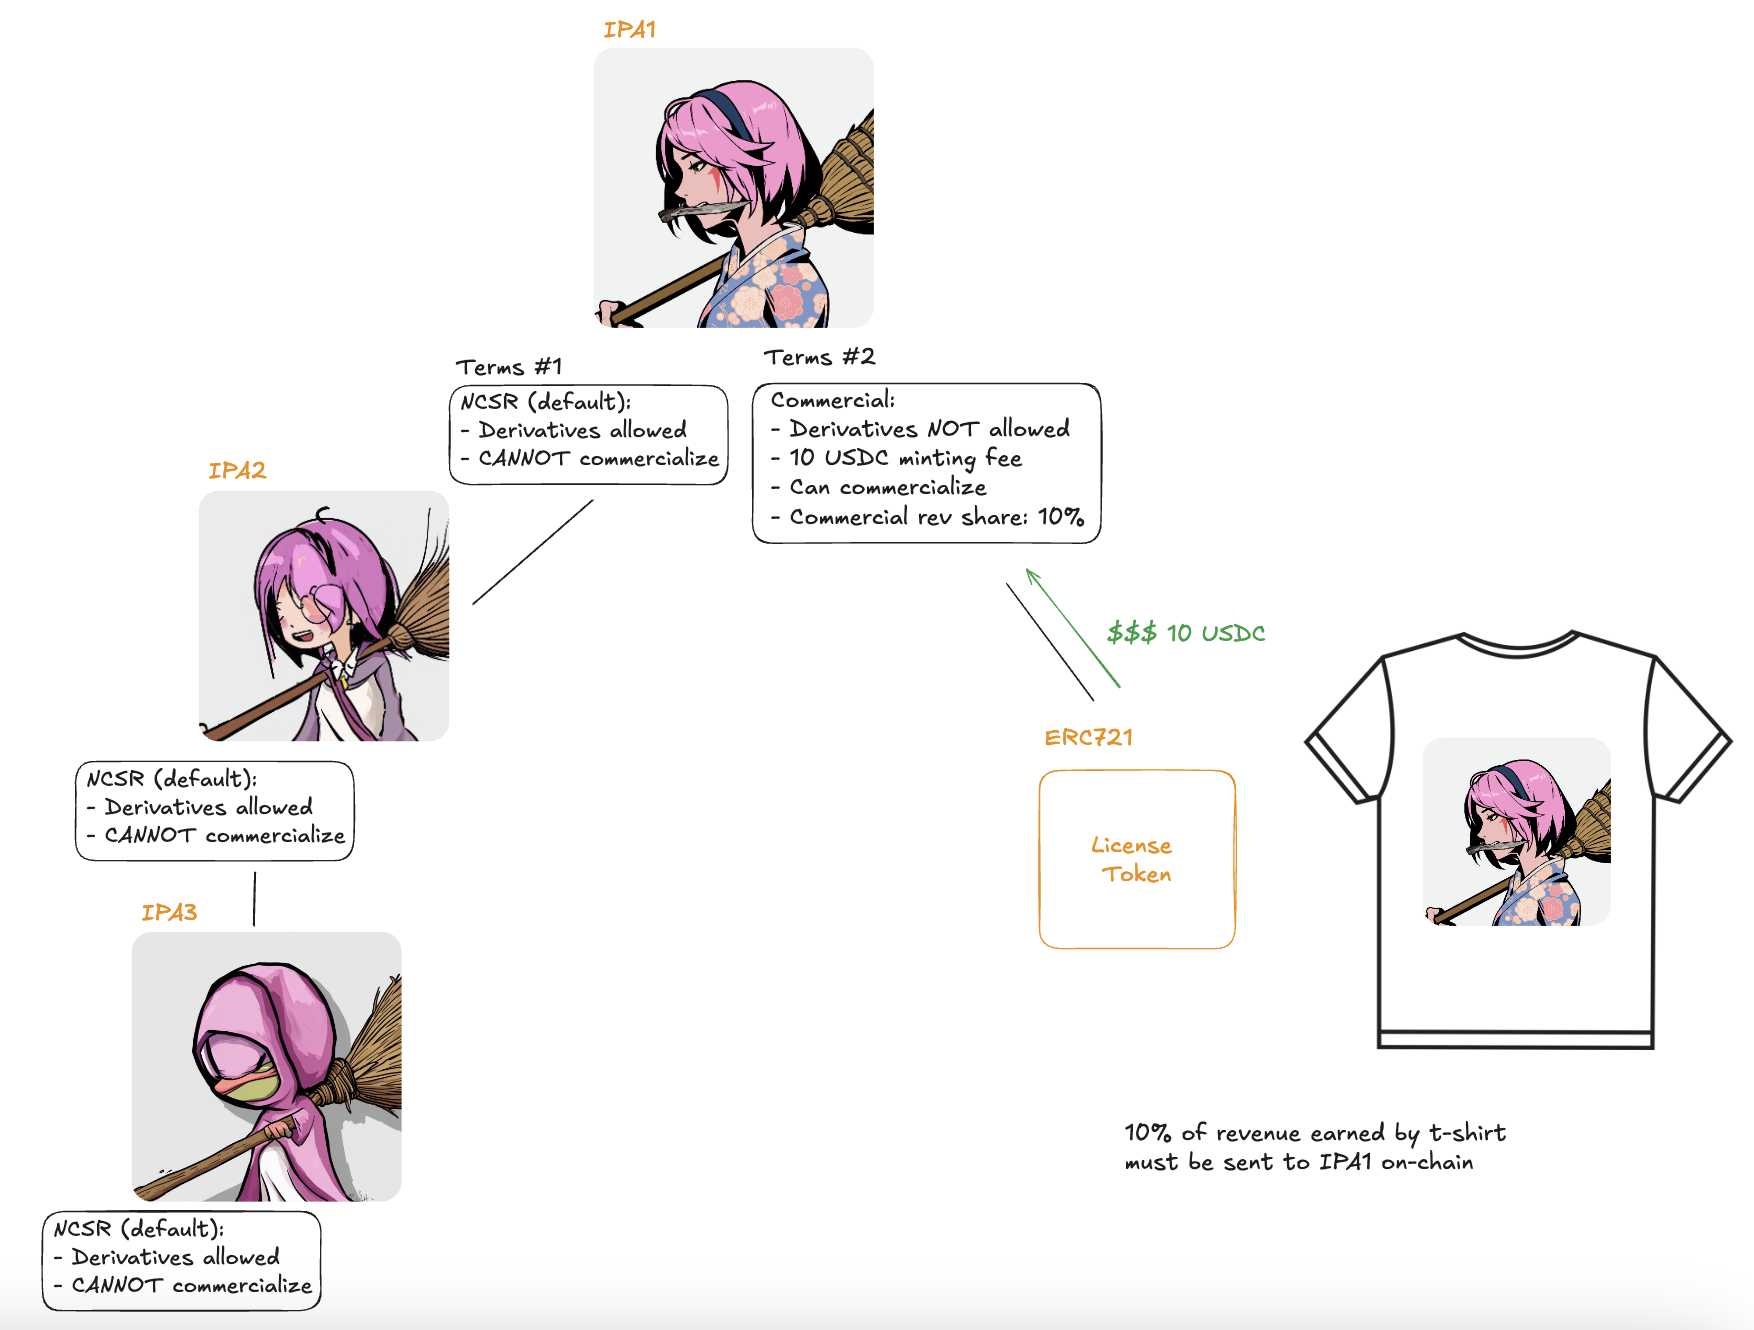 IPA1
Terms #1
NCSR (default):
- Derivatives allowed
- CANNOT commercialize
Terms #2
Commercial:
- Derivatives NOT allowed
- 10 USDC minting fee
- Can commercialize
- Commercial rev share: 10%
IPA2
NCSR (default):
- Derivatives allowed
- CANNOT commercialize
IPA3
NCSR (default):
- Derivatives allowed
- CANNOT commercialize
$$$ 10 USDC
ERC721
License
Token
10% of revenue earned by t-shirt
must be sent to IPA1 on-chain